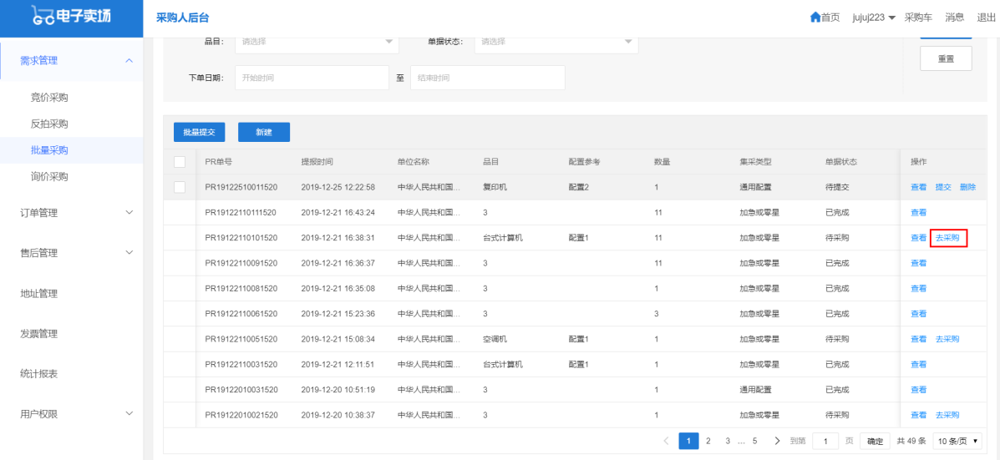 电子卖场
采购人后台
首页 jujuj223 采购车 消息 退出
需求管理
竞价采购
反拍采购
批量采购
询价采购
订单管理
售后管理
地址管理
发票管理
统计报表
用户权限
品目： 请选择 单据状态： 请选择
重置
下单日期： 开始时间 至 结束时间
批量提交 新建
PR单号 提报时间 单位名称 品目 配置参考 数量 集采类型 单据状态 操作
PR19122510011520 2019-12-25 12:22:58 中华人民共和国... 复印机 配置2 1 通用配置 待提交 查看 提交 删除
PR19122110111520 2019-12-21 16:43:24 中华人民共和国... 3 11 加急或零星 已完成 查看
PR19122110101520 2019-12-21 16:38:31 中华人民共和国... 台式计算机 配置1 11 加急或零星 待采购 查看 去采购
PR19122110091520 2019-12-21 16:36:37 中华人民共和国... 3 11 加急或零星 已完成 查看
PR19122110081520 2019-12-21 16:35:08 中华人民共和国... 3 1 加急或零星 已完成 查看
PR19122110061520 2019-12-21 15:23:36 中华人民共和国... 3 3 加急或零星 已完成 查看
PR19122110051520 2019-12-21 15:08:34 中华人民共和国... 空调机 配置1 1 加急或零星 待采购 查看 去采购
PR19122110031520 2019-12-21 12:11:51 中华人民共和国... 台式计算机 配置1 1 加急或零星 已完成 查看
PR19122010031520 2019-12-20 10:51:19 中华人民共和国... 3 1 通用配置 已完成 查看
PR19122010021520 2019-12-20 10:38:37 中华人民共和国... 3 1 加急或零星 待采购 查看 去采购
< 1 2 3 ... 5 > 到第 1 页 确定 共 49 条 10 条/页